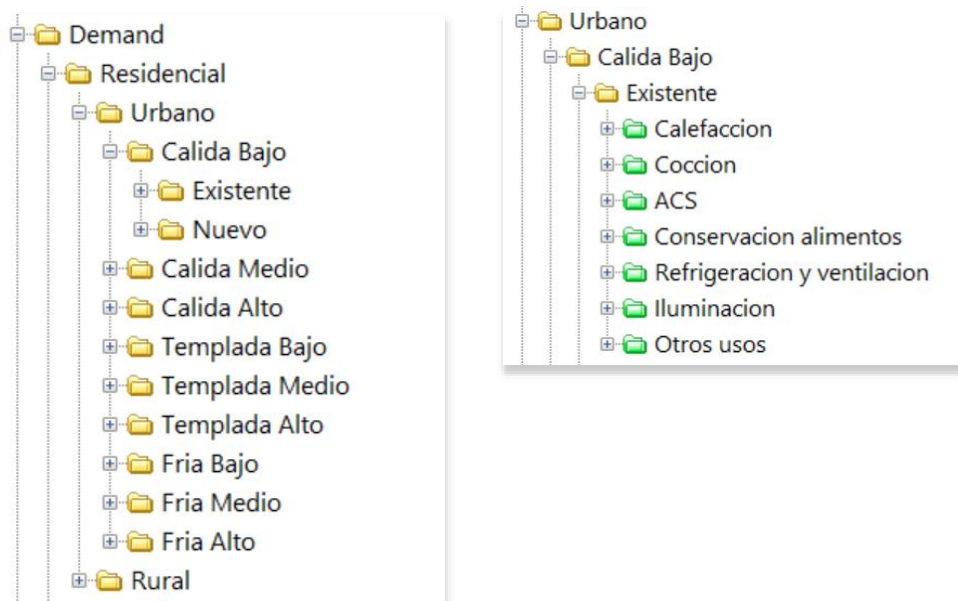 Demand
Residencial
Urbano
Calida Bajo
Existente
Nuevo
Calida Medio
Calida Alto
Templada Bajo
Templada Medio
Templada Alto
Fria Bajo
Fria Medio
Fria Alto
Rural
Urbano
Calida Bajo
Existente
Calefaccion
Coccion
ACS
Conservacion alimentos
Refrigeracion y ventilacion
Iluminacion
Otros usos